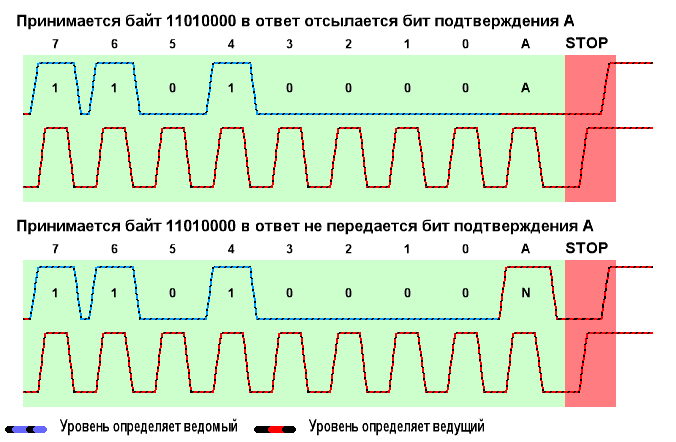 Принимается байт 11010000 в ответ отсылается бит подтверждения А
7 6 5 4 3 2 1 0 A STOP
1 1 0 1 0 0 0 0 A
Принимается байт 11010000 в ответ не передается бит подтверждения А
7 6 5 4 3 2 1 0 A STOP
1 1 0 1 0 0 0 0 N
Уровень определяет ведомый Уровень определяет ведущий